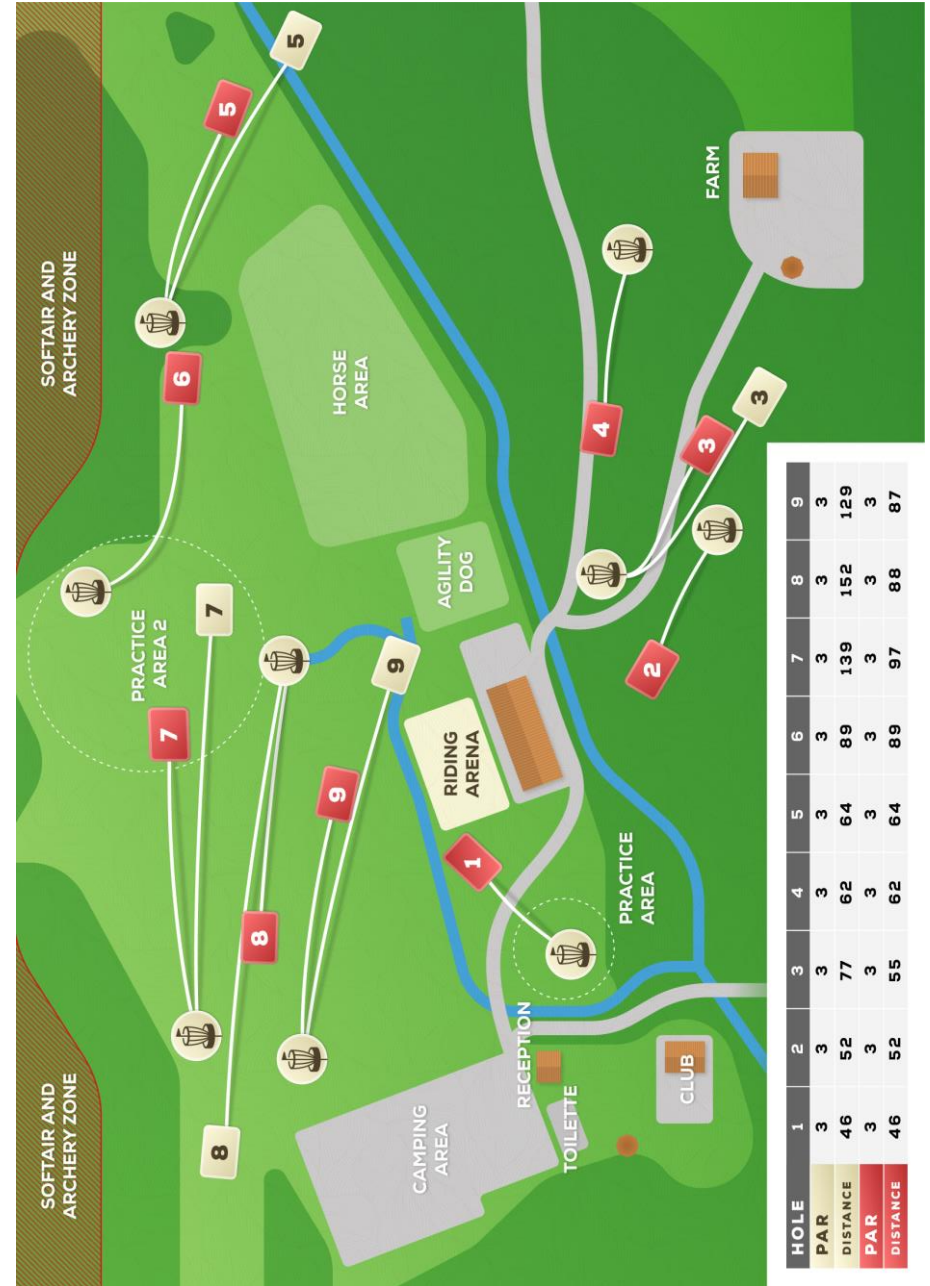 SOFTAIR AND
ARCHERY ZONE
SOFTAIR AND
ARCHERY ZONE
PRACTICE
AREA 2
7
6
7
8
5
8
5
9
HORSE
AREA
9
CAMPING
AREA
AGILITY
DOG
RIDING
ARENA
1
RECEPTION
TOILETTE
4
PRACTICE
AREA
2
CLUB
3
FARM
3
HOLE 1 2 3 4 5 6 7 8 9
PAR 3 3 3 3 3 3 3 3 3
DISTANCE 46 52 77 62 64 89 139 152 129
PAR 3 3 3 3 3 3 3 3 3
DISTANCE 46 52 55 62 64 89 97 88 87